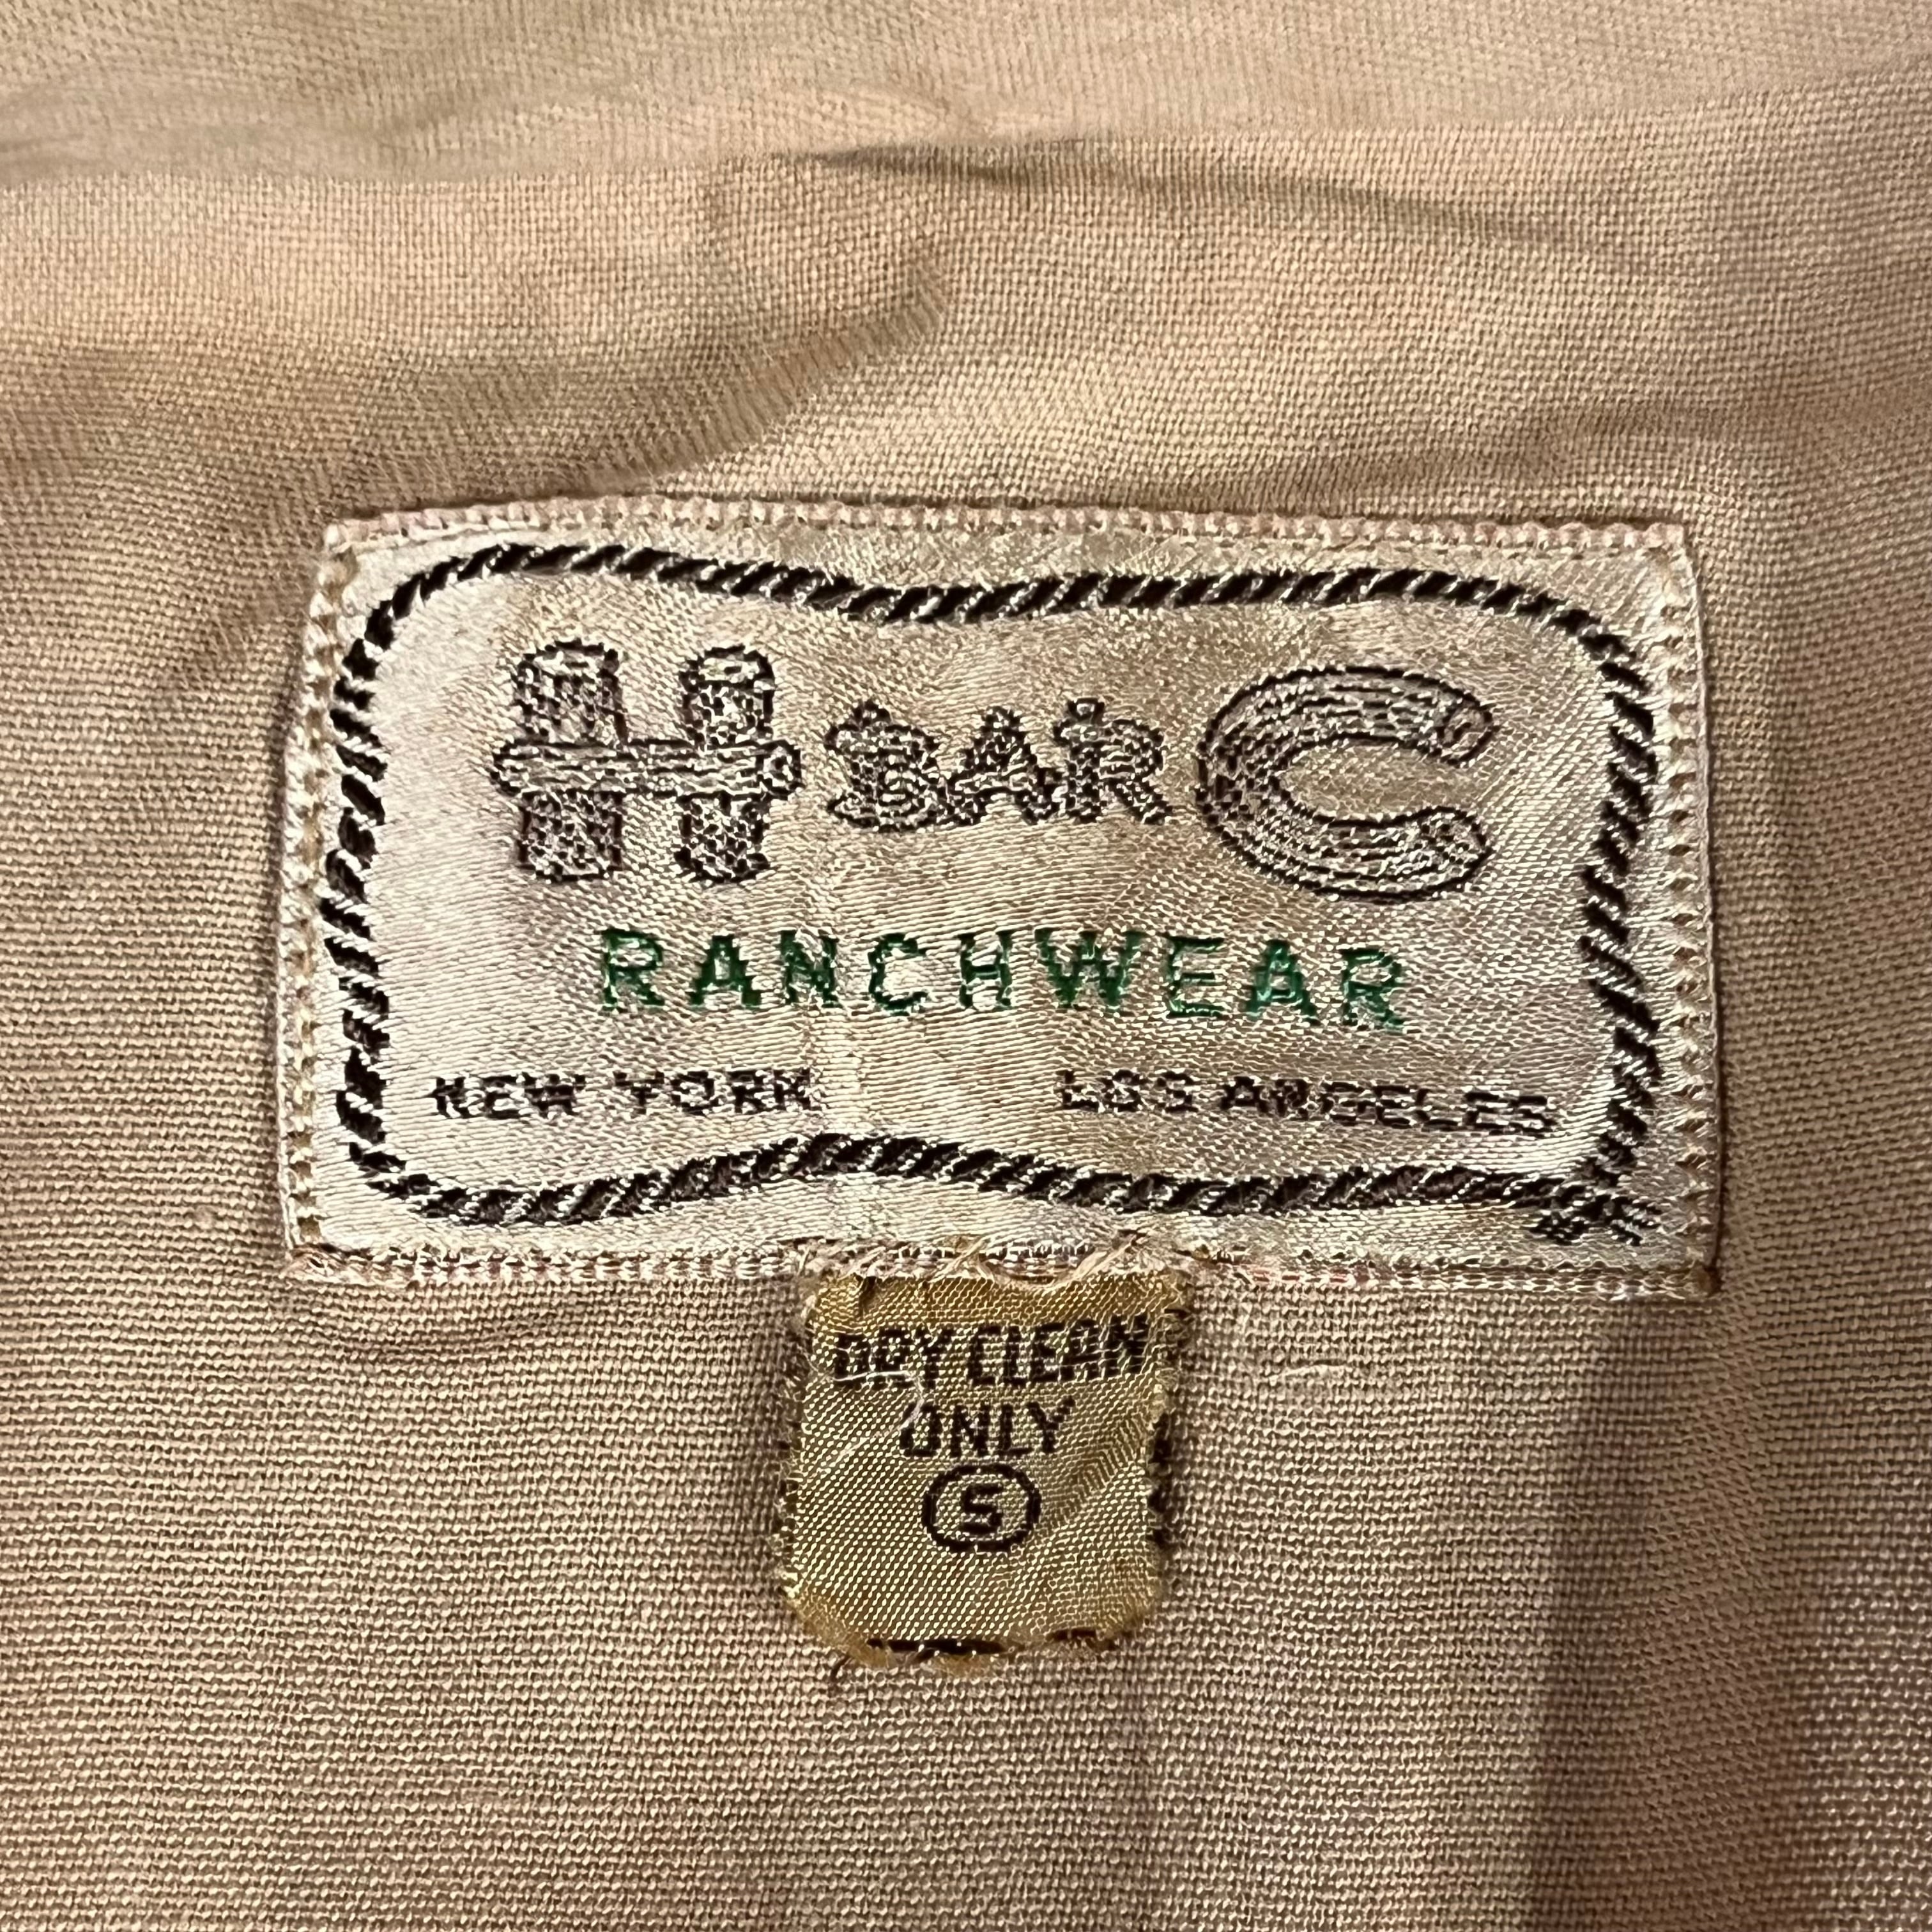 H BAR C
RANCHWEAR
NEW YORK LOS ANGELES
DRY CLEAN
ONLY
S